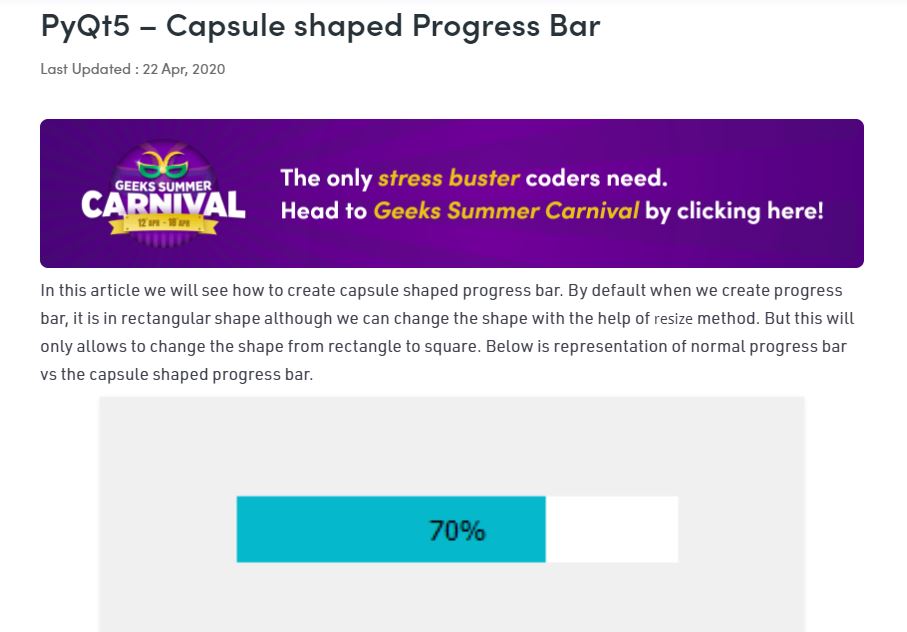 PyQt5 – Capsule shaped Progress Bar
Last Updated : 22 Apr, 2020
GEEKS SUMMER
CARNIVAL
12 APR - 18 APR
The only stress buster coders need.
Head to Geeks Summer Carnival by clicking here!
In this article we will see how to create capsule shaped progress bar. By default when we create progress
bar, it is in rectangular shape although we can change the shape with the help of resize method. But this will
only allows to change the shape from rectangle to square. Below is representation of normal progress bar
vs the capsule shaped progress bar.
70%